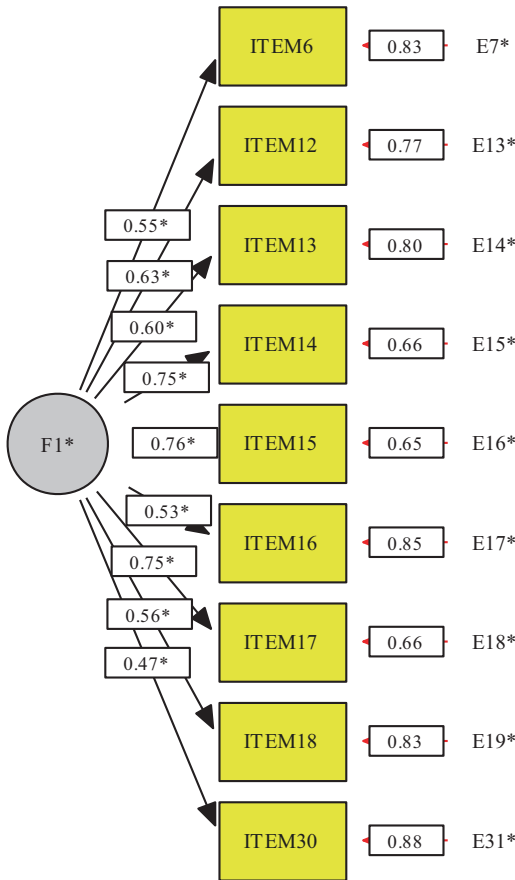 ITEM6 0.83 E7*
ITEM12 0.77 E13*
0.55*
ITEM13 0.80 E14*
0.63*
0.60*
ITEM14 0.66 E15*
0.75*
F1* 0.76* ITEM15 0.65 E16*
0.53*
ITEM16 0.85 E17*
0.75*
0.56*
ITEM17 0.66 E18*
0.47*
ITEM18 0.83 E19*
ITEM30 0.88 E31*